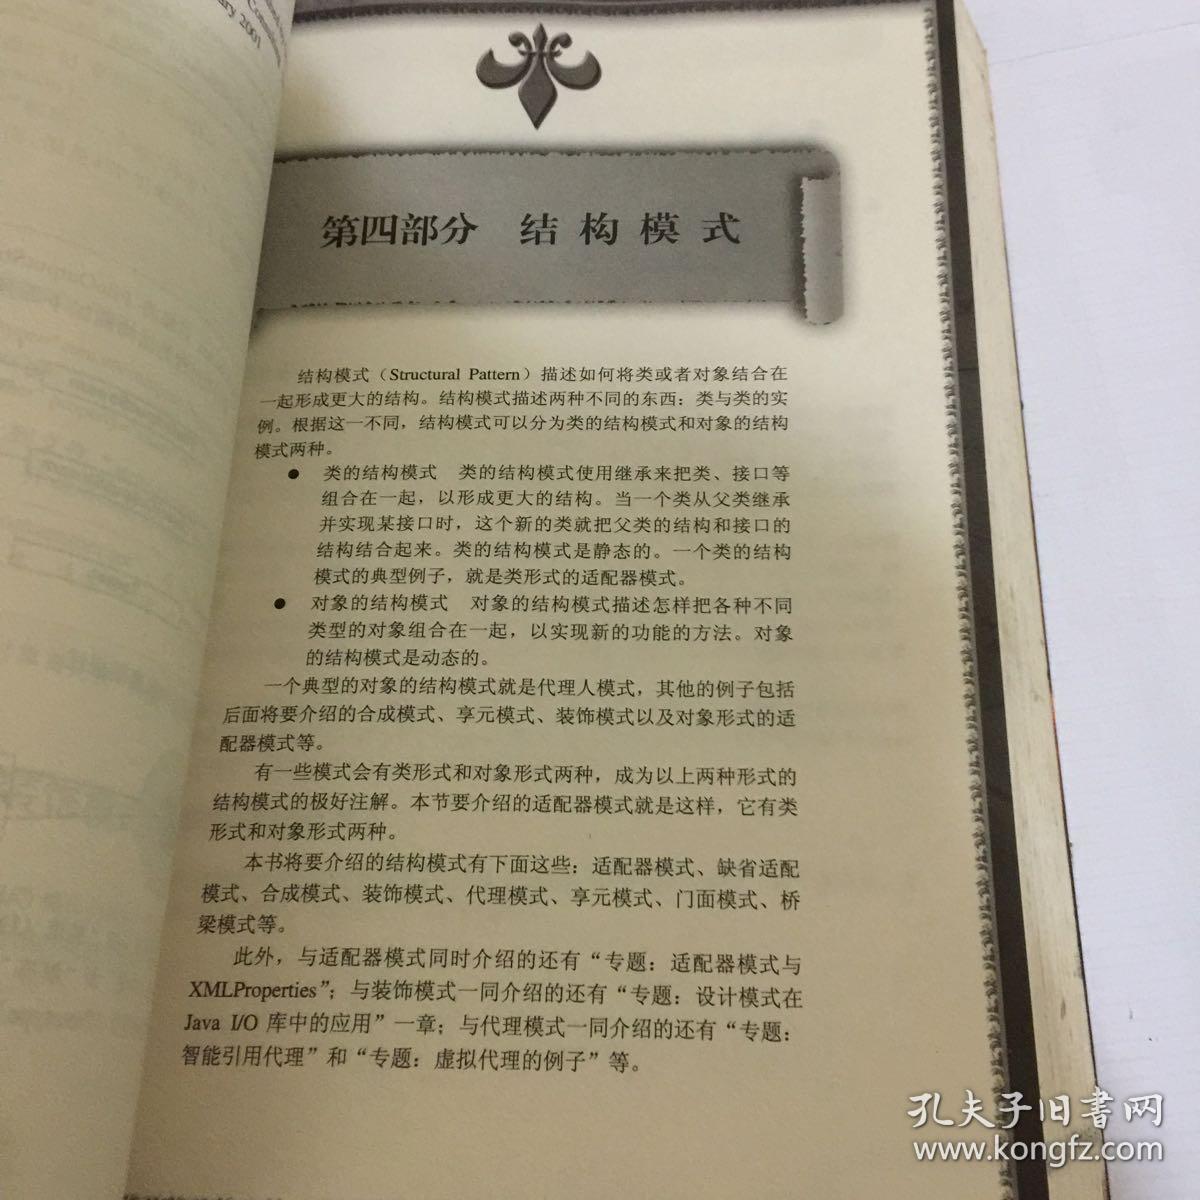 2001
第四部分 结构模式
结构模式（Structural Pattern）描述如何将类或者对象结合在
一起形成更大的结构。结构模式描述两种不同的东西：类与类的实
例。根据这一不同，结构模式可以分为类的结构模式和对象的结构
模式两种。
● 类的结构模式 类的结构模式使用继承来把类、接口等
组合在一起，以形成更大的结构。当一个类从父类继承
并实现某接口时，这个新的类就把父类的结构和接口的
结构结合起来。类的结构模式是静态的。一个类的结构
模式的典型例子，就是类形式的适配器模式。
● 对象的结构模式 对象的结构模式描述怎样把各种不同
类型的对象组合在一起，以实现新的功能的方法。对象
的结构模式是动态的。
一个典型的对象的结构模式就是代理人模式，其他的例子包括
后面将要介绍的合成模式、享元模式、装饰模式以及对象形式的适
配器模式等。
有一些模式会有类形式和对象形式两种，成为以上两种形式的
结构模式的极好注解。本节要介绍的适配器模式就是这样，它有类
形式和对象形式两种。
本书将要介绍的结构模式有下面这些：适配器模式、缺省适配
模式、合成模式、装饰模式、代理模式、享元模式、门面模式、桥
梁模式等。
此外，与适配器模式同时介绍的还有“专题：适配器模式与
XMLProperties”；与装饰模式一同介绍的还有“专题：设计模式在
Java I/O 库中的应用”一章；与代理模式一同介绍的还有“专题：
智能引用代理”和“专题：虚拟代理的例子”等。
孔夫子旧书网
www.kongfz.com